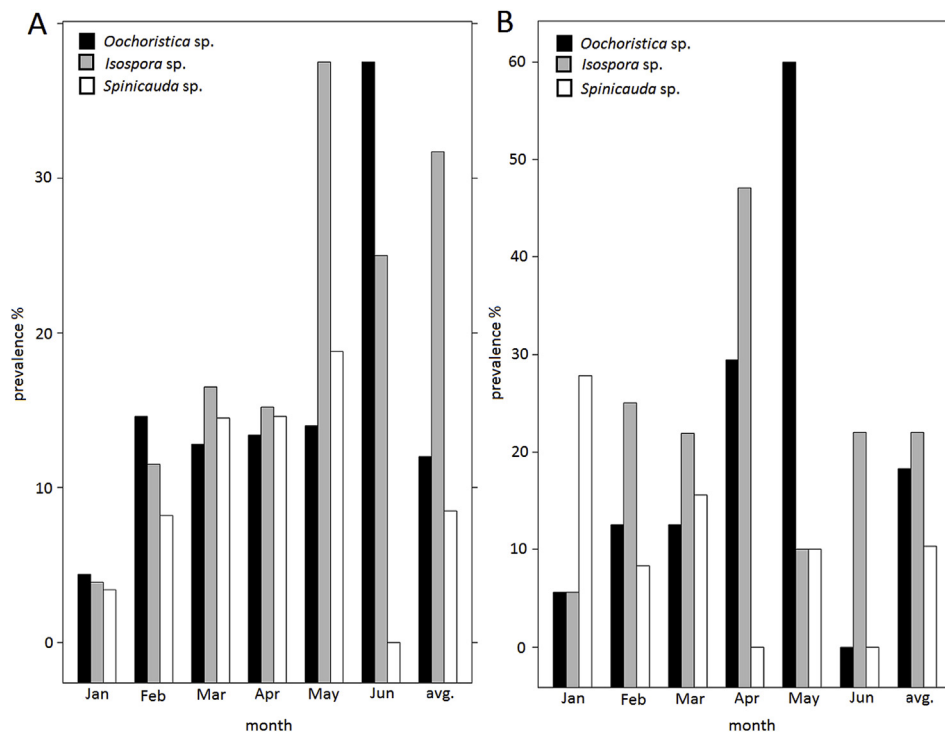 A
Oochoristica sp.
Isospora sp.
Spinicauda sp.
30
20
10
0
prevalence %
Jan Feb Mar Apr May Jun avg.
month
B
Oochoristica sp.
Isospora sp.
Spinicauda sp.
60
50
40
30
20
10
0
prevalence %
Jan Feb Mar Apr May Jun avg.
month